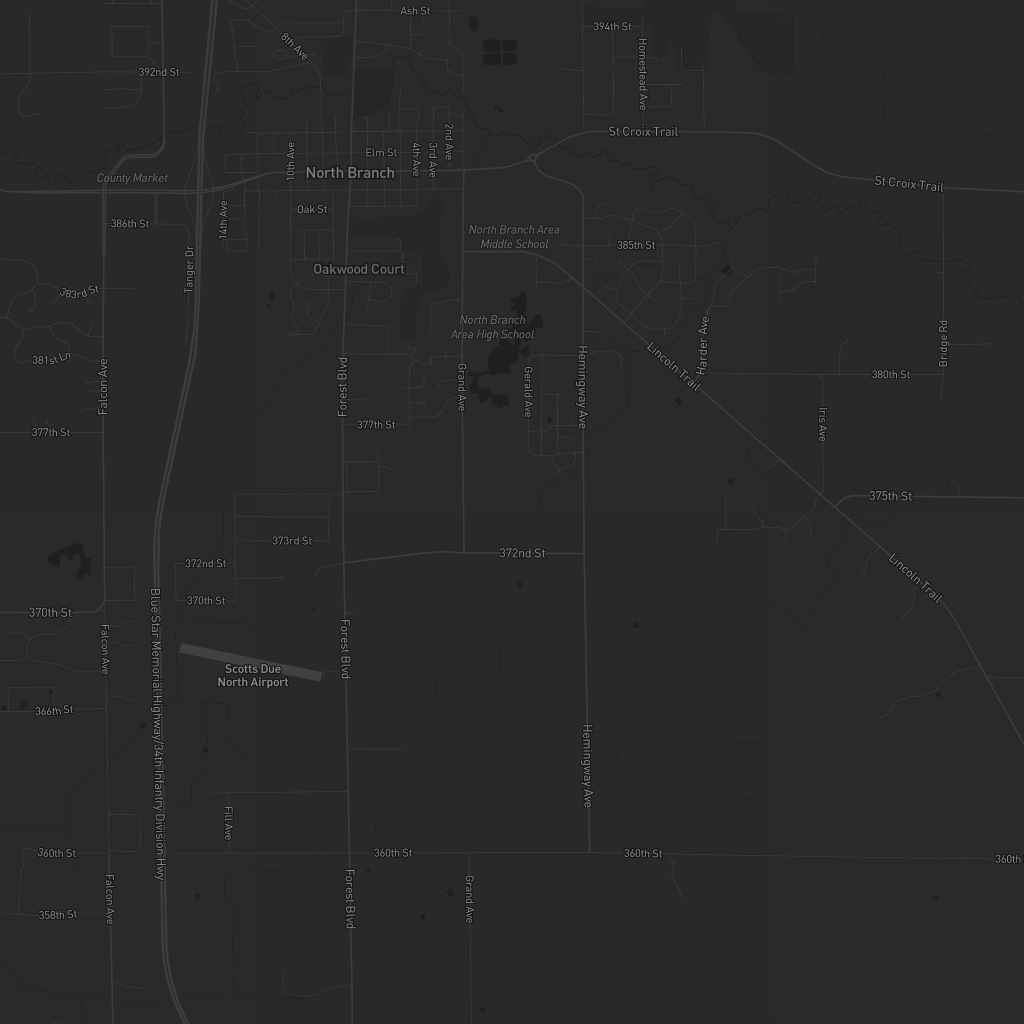 Ash St
394th St
8th Ave
Homestead Ave
392nd St
2nd Ave
St Croix Trail
10th Ave
Elm St
4th Ave
3rd Ave
North Branch
County Market
St Croix Trail
Oak St
14th Ave
386th St
North Branch Area
Middle School
385th St
Tanger Dr
Oakwood Court
383rd St
North Branch
Area High School
Harder Ave
Bridge Rd
381st Ln
Falcon Ave
Forest Blvd
Grand Ave
Gerald Ave
Hemingway Ave
Lincoln Trail
380th St
Iris Ave
377th St
377th St
375th St
373rd St
372nd St
372nd St
Lincoln Trail
370th St
370th St
Falcon Ave
Blue Star Memorial Highway/34th Infantry Division Hwy
Forest Blvd
Scotts Due
North Airport
366th St
Hemingway Ave
Fill Ave
360th St
360th St
360th St
360th
Falcon Ave
Forest Blvd
Grand Ave
358th St